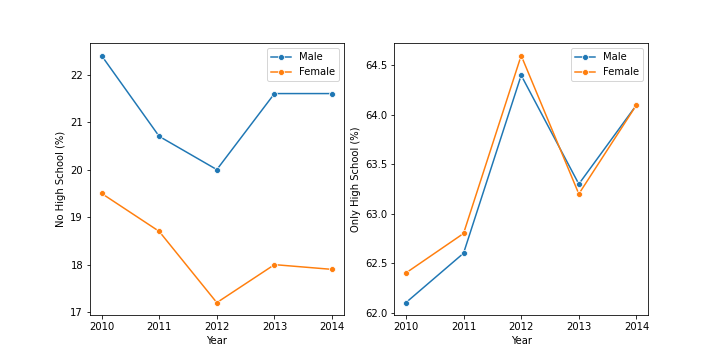 Male
Female
No High School (%)
22
21
20
19
18
17
2010 2011 2012 2013 2014
Year
Male
Female
Only High School (%)
64.5
64.0
63.5
63.0
62.5
62.0
2010 2011 2012 2013 2014
Year